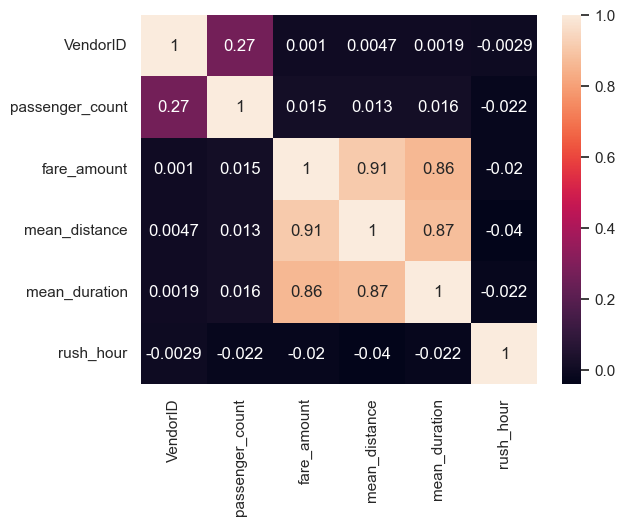 VendorID 1 0.27 0.001 0.0047 0.0019 -0.0029
passenger_count 0.27 1 0.015 0.013 0.016 -0.022
fare_amount 0.001 0.015 1 0.91 0.86 -0.02
mean_distance 0.0047 0.013 0.91 1 0.87 -0.04
mean_duration 0.0019 0.016 0.86 0.87 1 -0.022
rush_hour -0.0029 -0.022 -0.02 -0.04 -0.022 1
VendorID
passenger_count
fare_amount
mean_distance
mean_duration
rush_hour
1.0
0.8
0.6
0.4
0.2
0.0